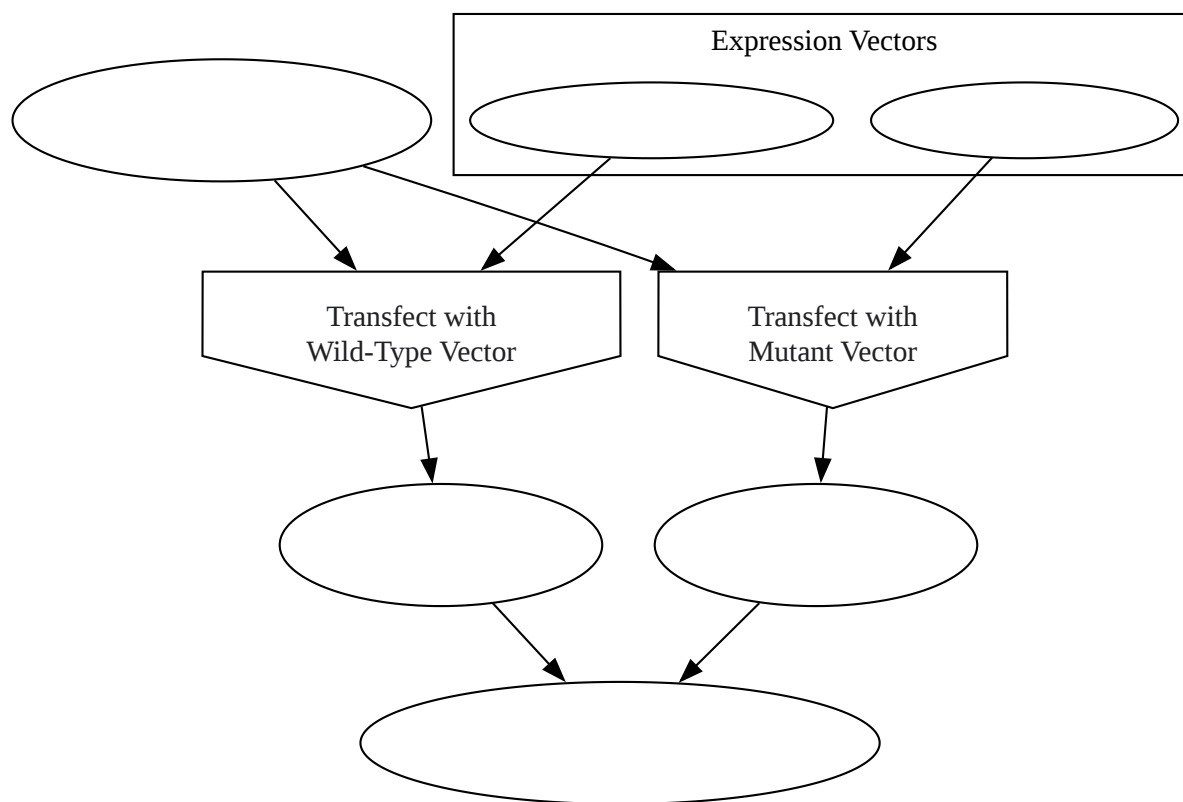 Expression Vectors
Transfect with
Wild-Type Vector
Transfect with
Mutant Vector